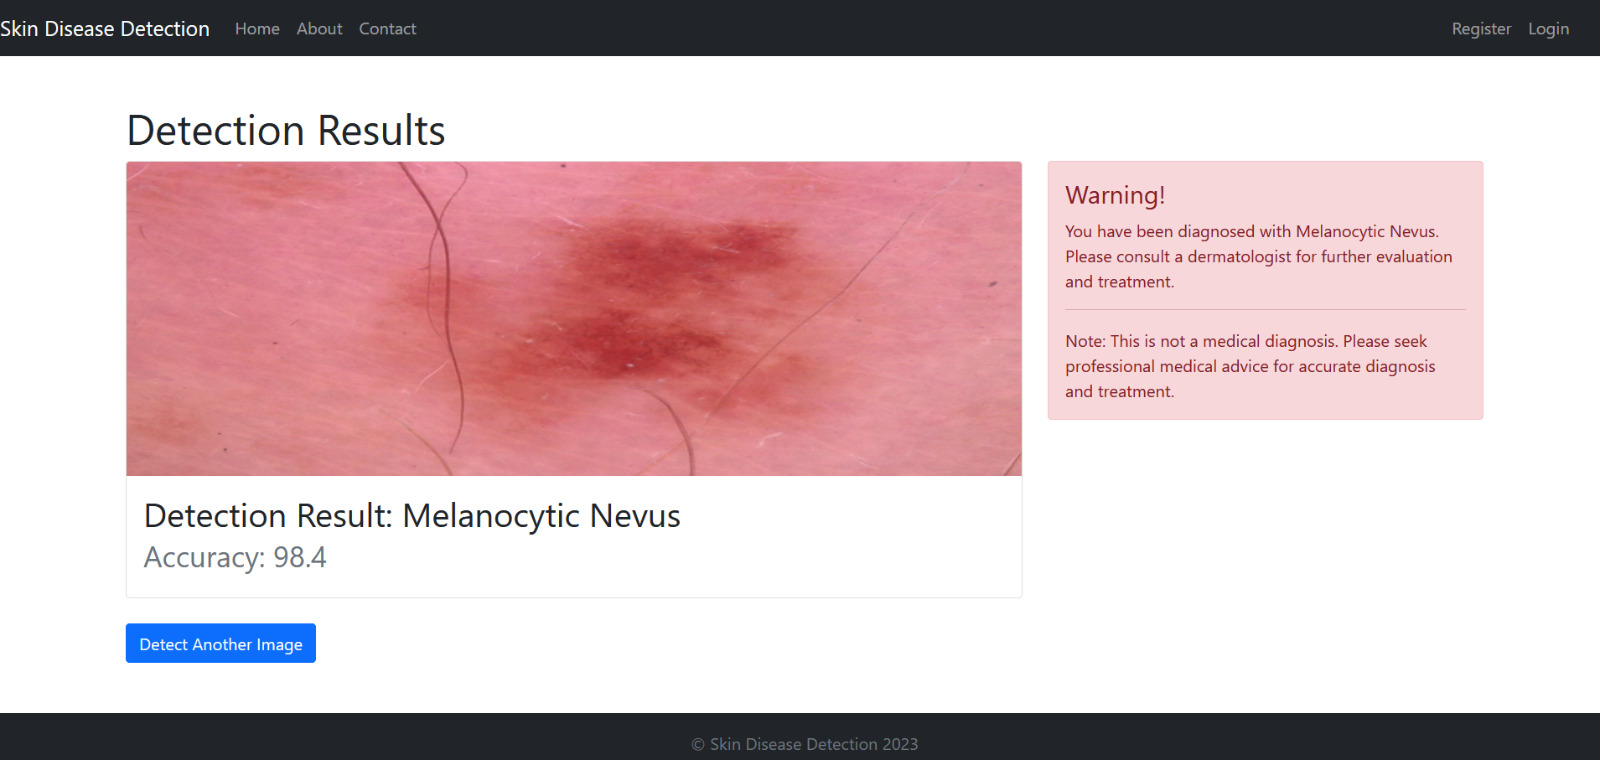 Skin Disease Detection Home About Contact Register Login
Detection Results
Detection Result: Melanocytic Nevus
Accuracy: 98.4
Detect Another Image
Warning!
You have been diagnosed with Melanocytic Nevus.
Please consult a dermatologist for further evaluation
and treatment.
Note: This is not a medical diagnosis. Please seek
professional medical advice for accurate diagnosis
and treatment.
© Skin Disease Detection 2023